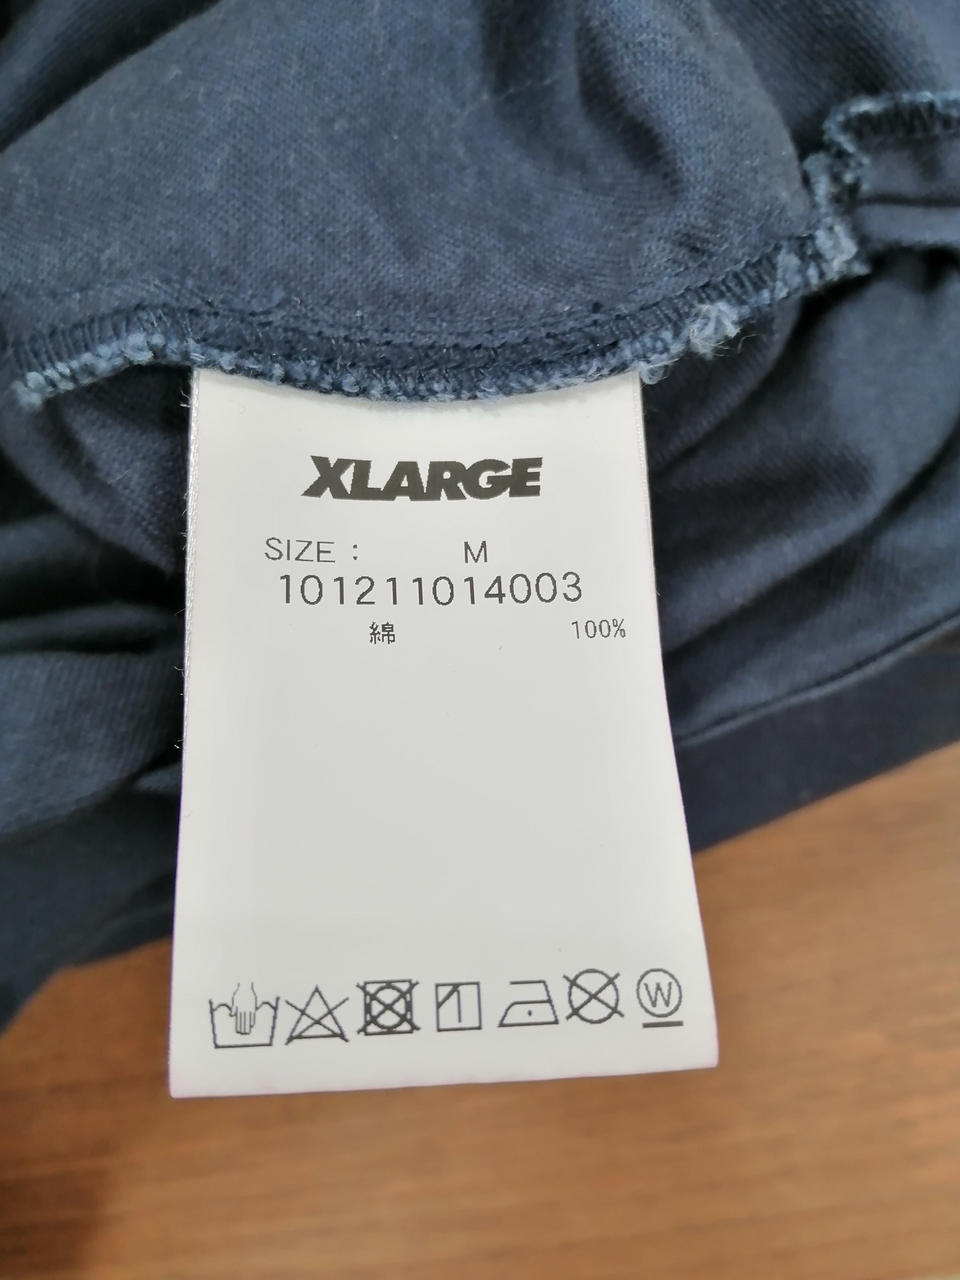 XLARGE
SIZE : M
101211014003
綿 100%
W